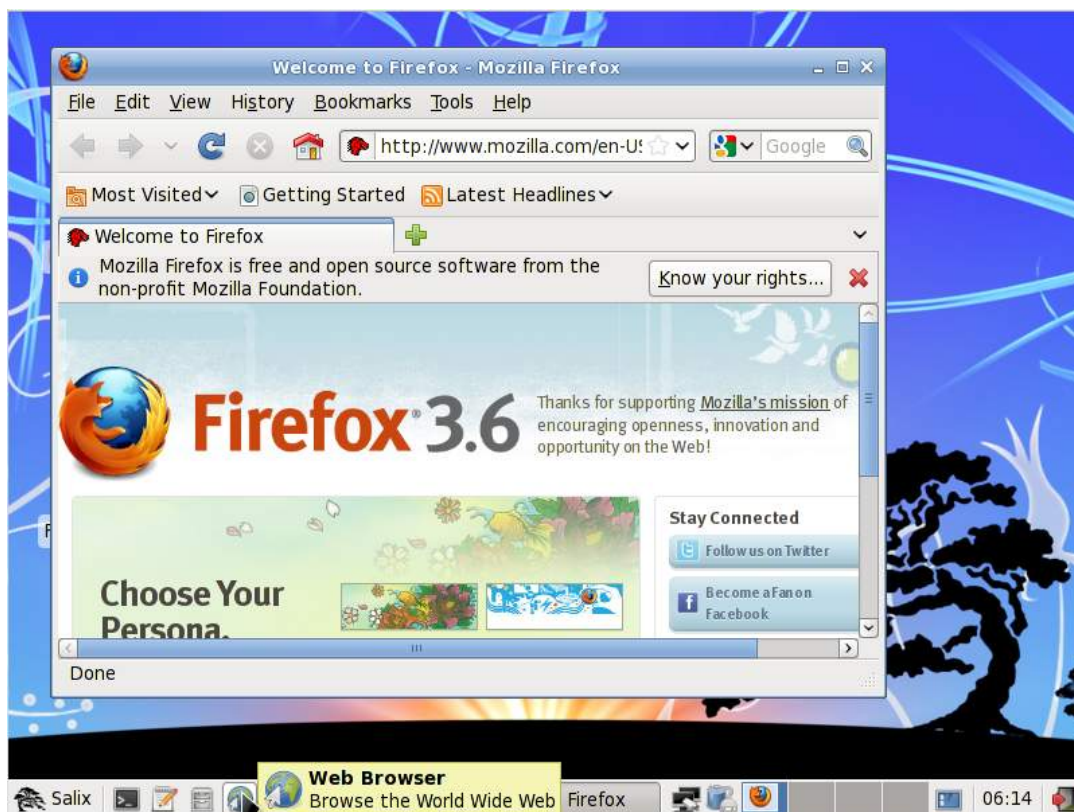 Welcome to Firefox - Mozilla Firefox
File Edit View History Bookmarks Tools Help
http://www.mozilla.com/en-US Google
Most Visited Getting Started Latest Headlines
Welcome to Firefox
Mozilla Firefox is free and open source software from the
non-profit Mozilla Foundation.
Know your rights...
Firefox 3.6
Thanks for supporting Mozilla's mission of
encouraging openness, innovation and
opportunity on the Web!
Stay Connected
Follow us on Twitter
Become a Fan on
Facebook
Choose Your
Persona.
Done
Web Browser
Browse the World Wide Web
Salix
Firefox
06:14